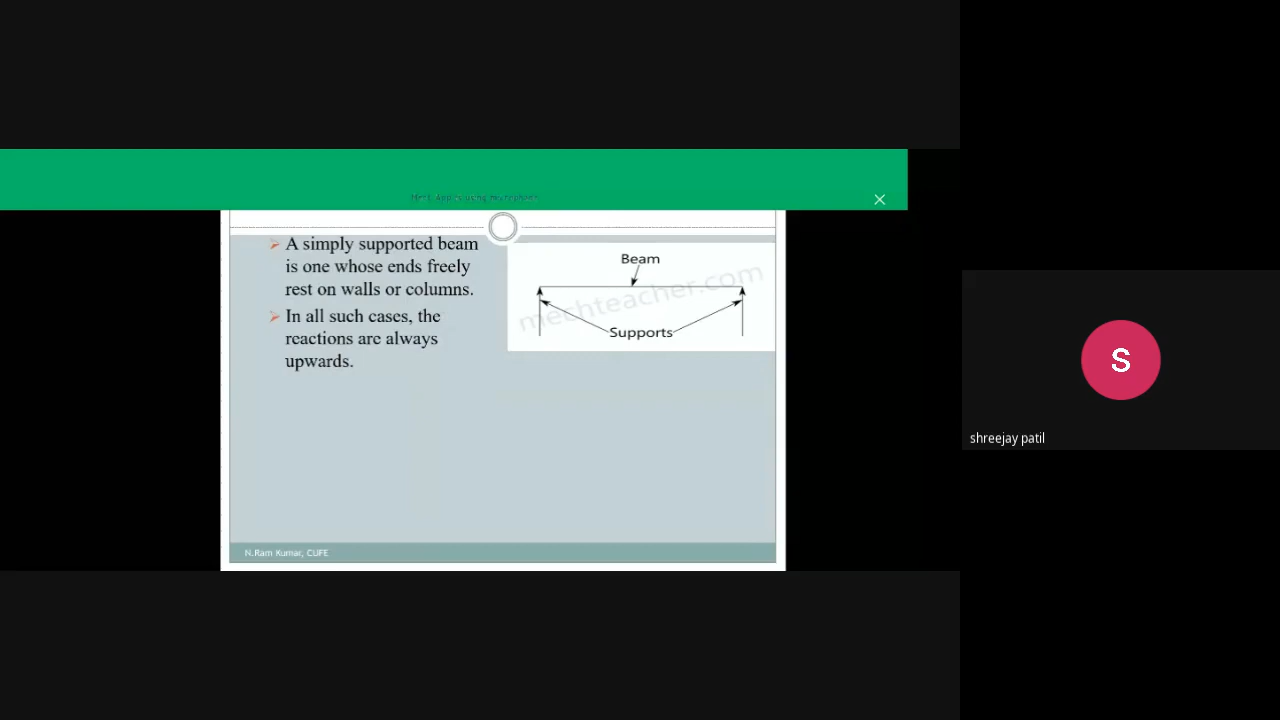 A simply supported beam
is one whose ends freely
rest on walls or columns.
In all such cases, the
reactions are always
upwards.
Beam
mechteacher.com
Supports
N.Ram Kumar, CUFE
S
shreejay patil